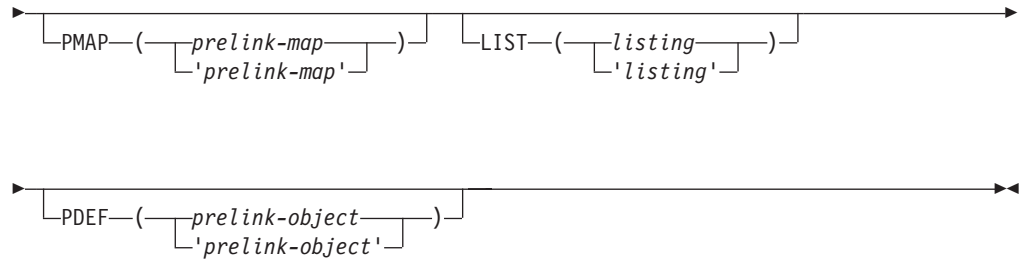 PMAP ( prelink-map ) LIST ( listing )
'prelink-map' 'listing'
PDEF ( prelink-object )
'prelink-object'